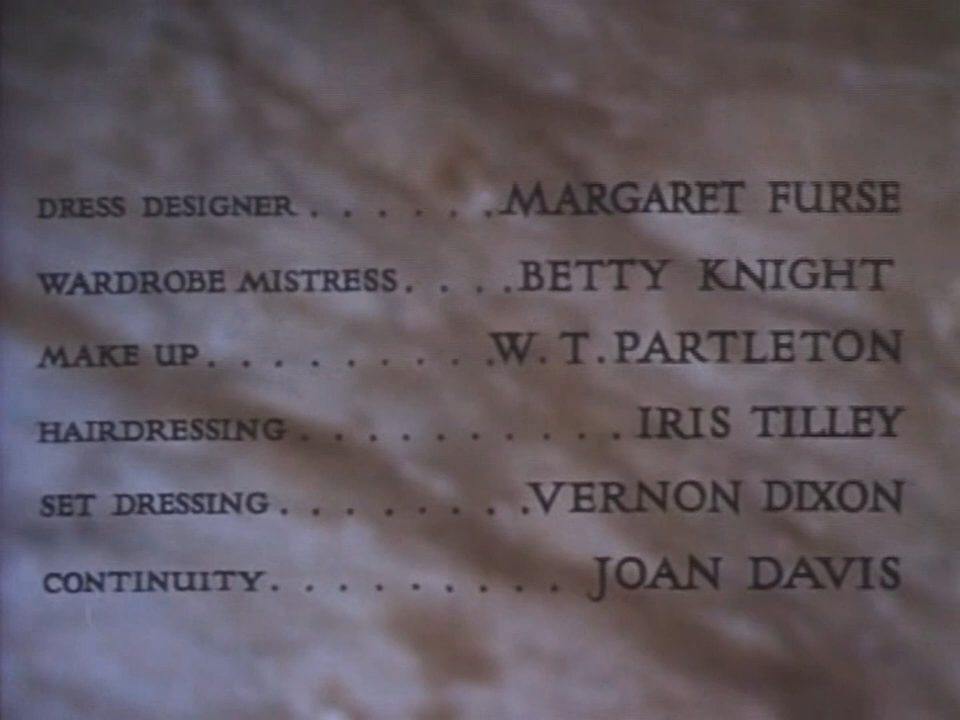 DRESS DESIGNER . . . . . . MARGARET FURSE
WARDROBE MISTRESS . . . . BETTY KNIGHT
MAKE UP . . . . . . . . . W. T. PARTLETON
HAIRDRESSING . . . . . . . . . . IRIS TILLEY
SET DRESSING . . . . . . . . VERNON DIXON
CONTINUITY . . . . . . . . . JOAN DAVIS